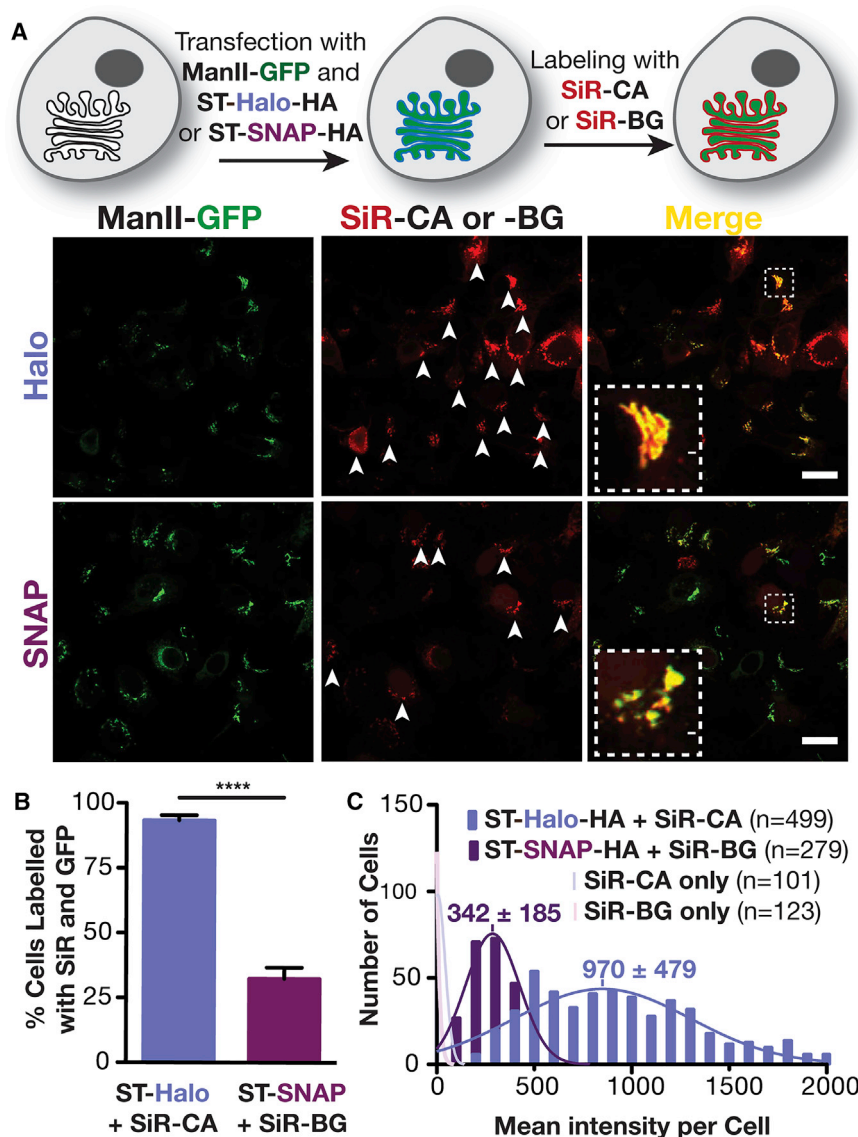 A
Transfection with
ManII-GFP and
ST-Halo-HA
or ST-SNAP-HA
Labeling with
SiR-CA
or SiR-BG
ManII-GFP
SiR-CA or -BG
Merge
Halo
SNAP
B
% Cells Labelled
with SiR and GFP
100
75
50
25
0
****
ST-Halo
+ SiR-CA
ST-SNAP
+ SiR-BG
C
Number of Cells
150
100
50
0
ST-Halo-HA + SiR-CA (n=499)
ST-SNAP-HA + SiR-BG (n=279)
SiR-CA only (n=101)
SiR-BG only (n=123)
342 ± 185
970 ± 479
0
500
1000
1500
2000
Mean intensity per Cell